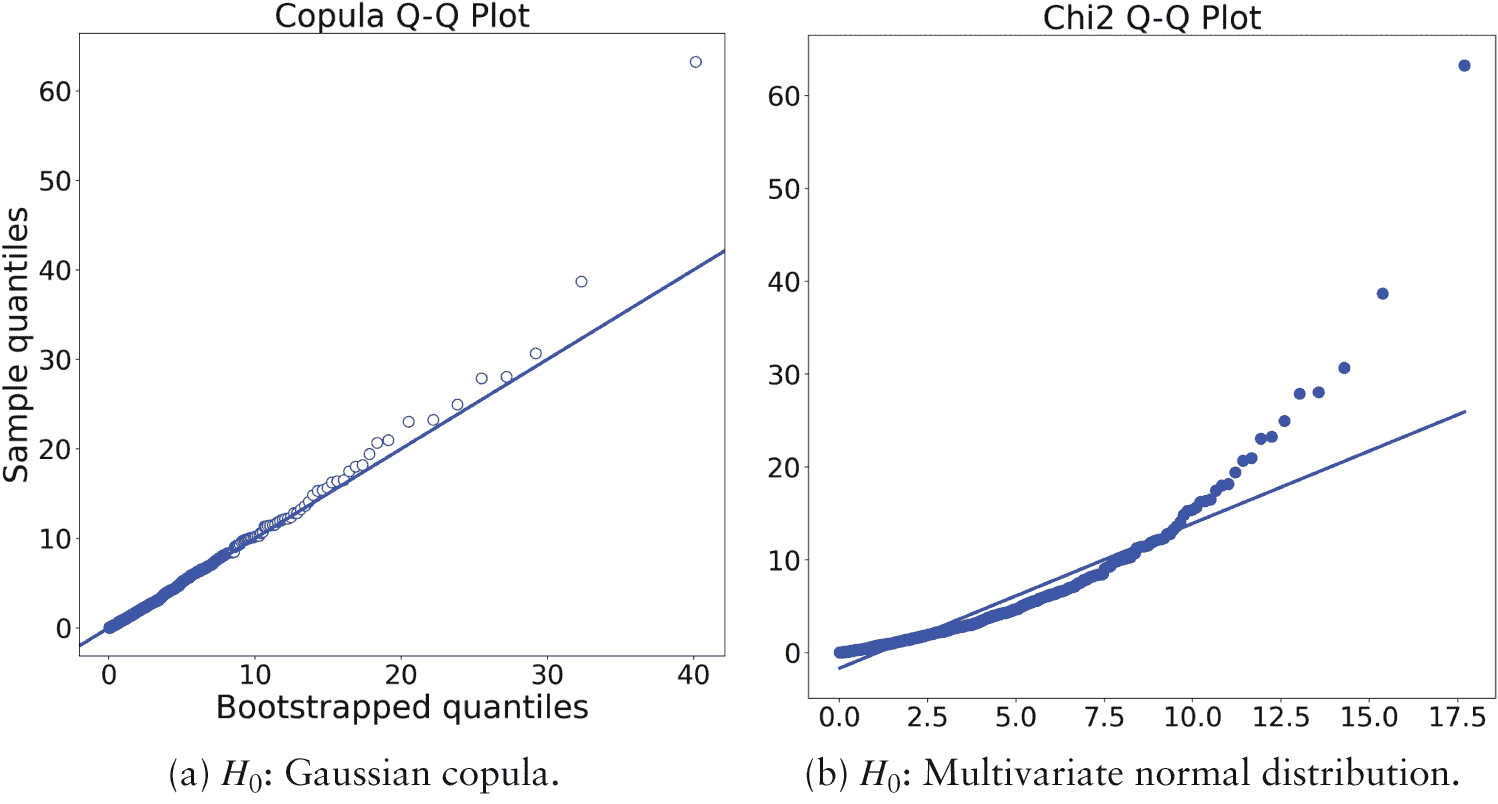 Copula Q-Q Plot
Sample quantiles
60
50
40
30
20
10
0
0 10 20 30 40
Bootstrapped quantiles
(a) H0: Gaussian copula.
Chi2 Q-Q Plot
60
50
40
30
20
10
0
0.0 2.5 5.0 7.5 10.0 12.5 15.0 17.5
(b) H0: Multivariate normal distribution.